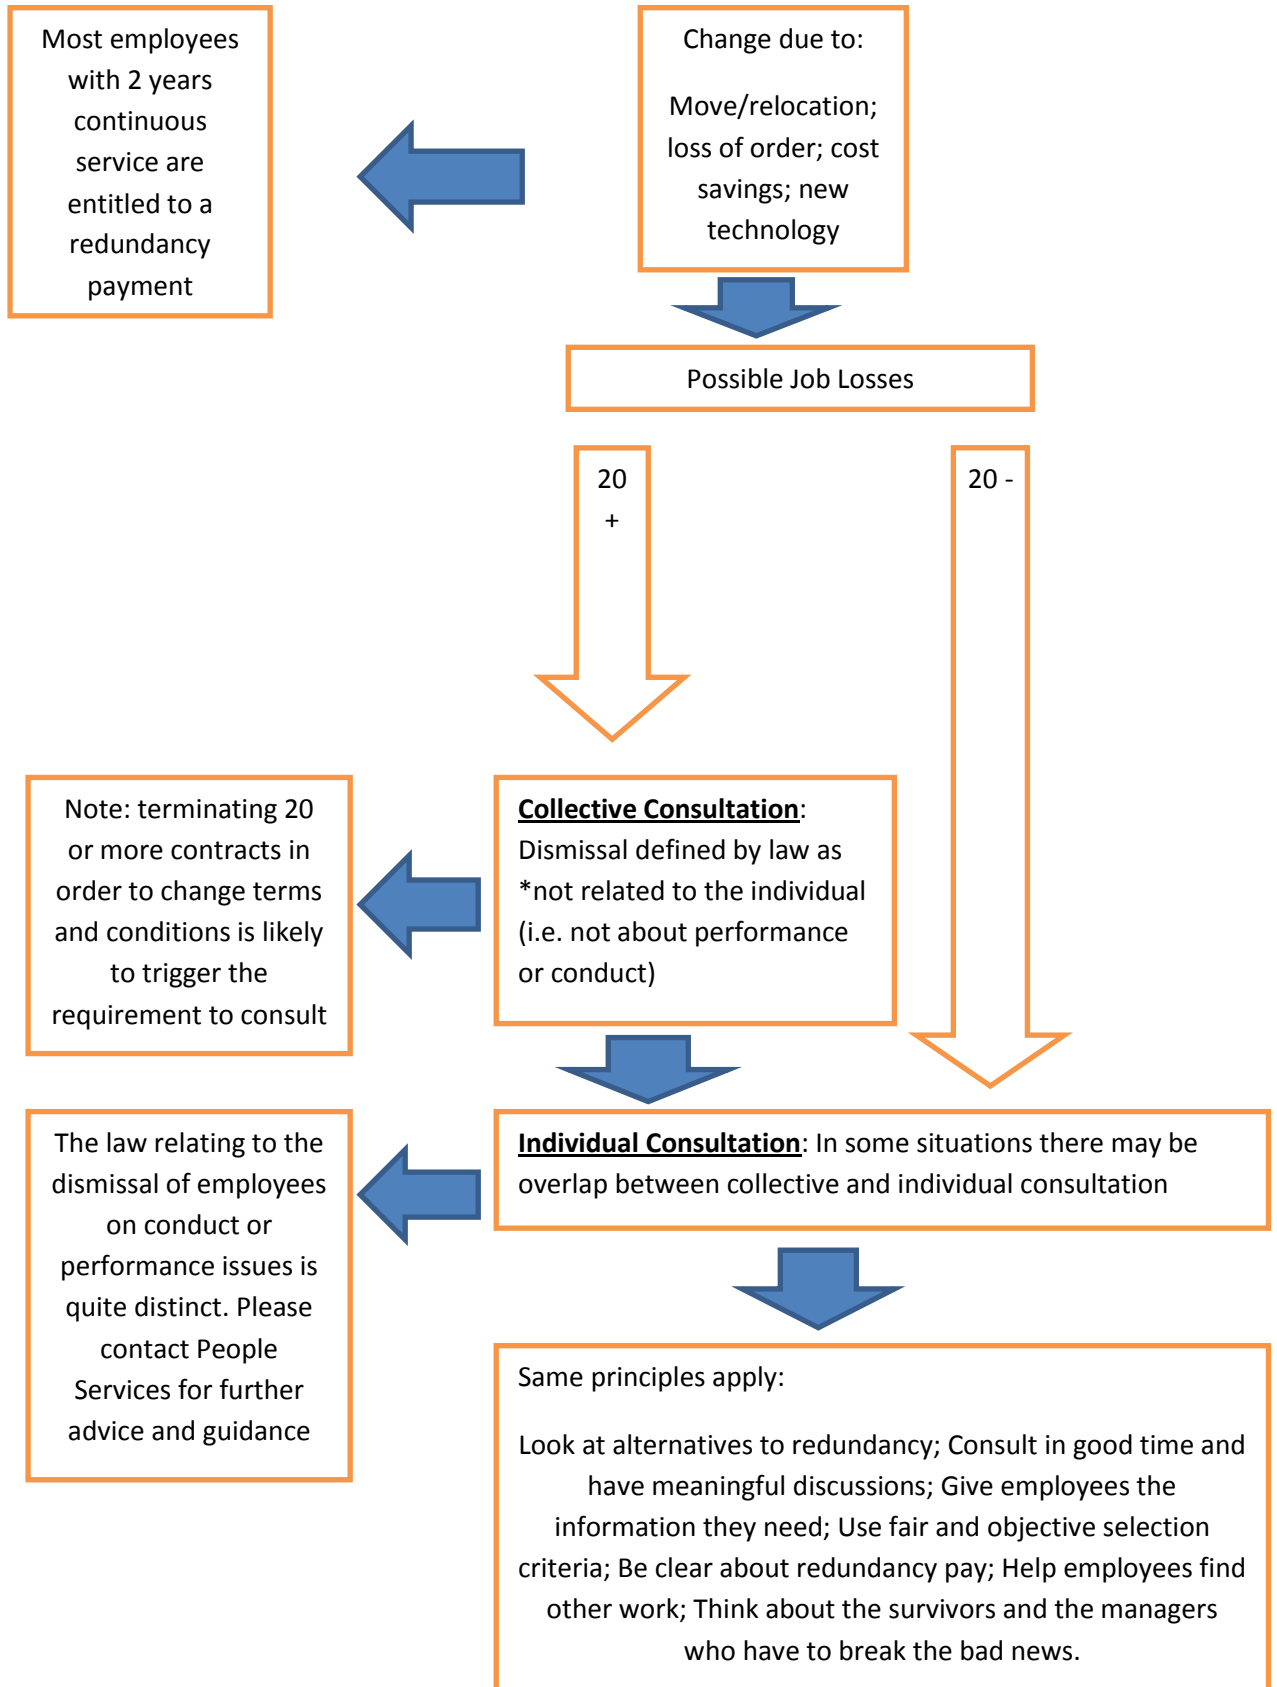 Most employees
with 2 years
continuous
service are
entitled to a
redundancy
payment
Change due to:
Move/relocation;
loss of order; cost
savings; new
technology
Possible Job Losses
20
+
20 -
Note: terminating 20
or more contracts in
order to change terms
and conditions is likely
to trigger the
requirement to consult
Collective Consultation:
Dismissal defined by law as
*not related to the individual
(i.e. not about performance
or conduct)
The law relating to the
dismissal of employees
on conduct or
performance issues is
quite distinct. Please
contact People
Services for further
advice and guidance
Individual Consultation: In some situations there may be
overlap between collective and individual consultation
Same principles apply:
Look at alternatives to redundancy; Consult in good time and
have meaningful discussions; Give employees the
information they need; Use fair and objective selection
criteria; Be clear about redundancy pay; Help employees find
other work; Think about the survivors and the managers
who have to break the bad news.